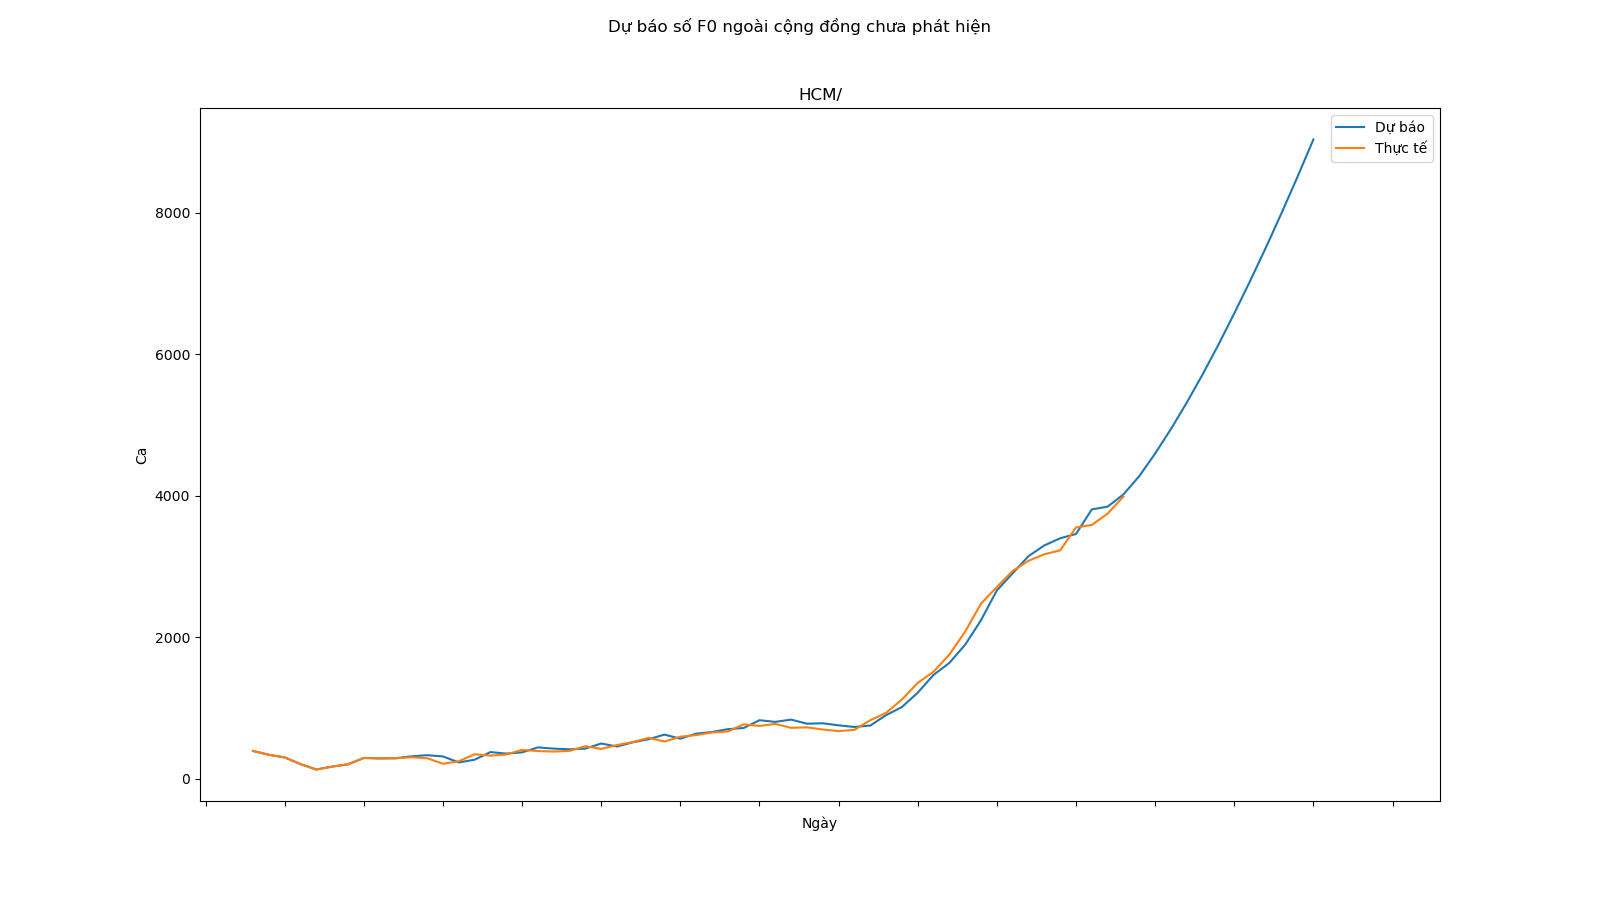 Dự báo số F0 ngoài cộng đồng chưa phát hiện
HCM/
Dự báo
Thực tế
8000
6000
4000
2000
0
Ca
Ngày